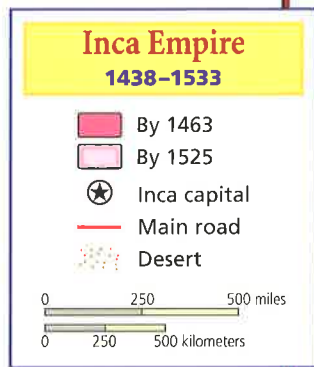 Inca Empire
1438–1533
By 1463
By 1525
Inca capital
Main road
Desert
0 250 500 miles
0 250 500 kilometers